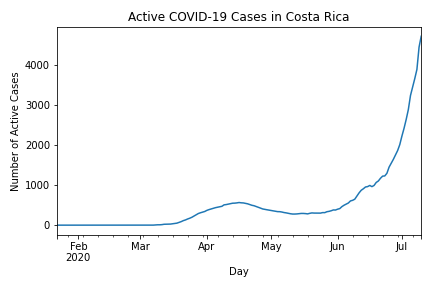 Active COVID-19 Cases in Costa Rica
Number of Active Cases
4000
3000
2000
1000
0
Feb Mar Apr May Jun Jul
2020
Day